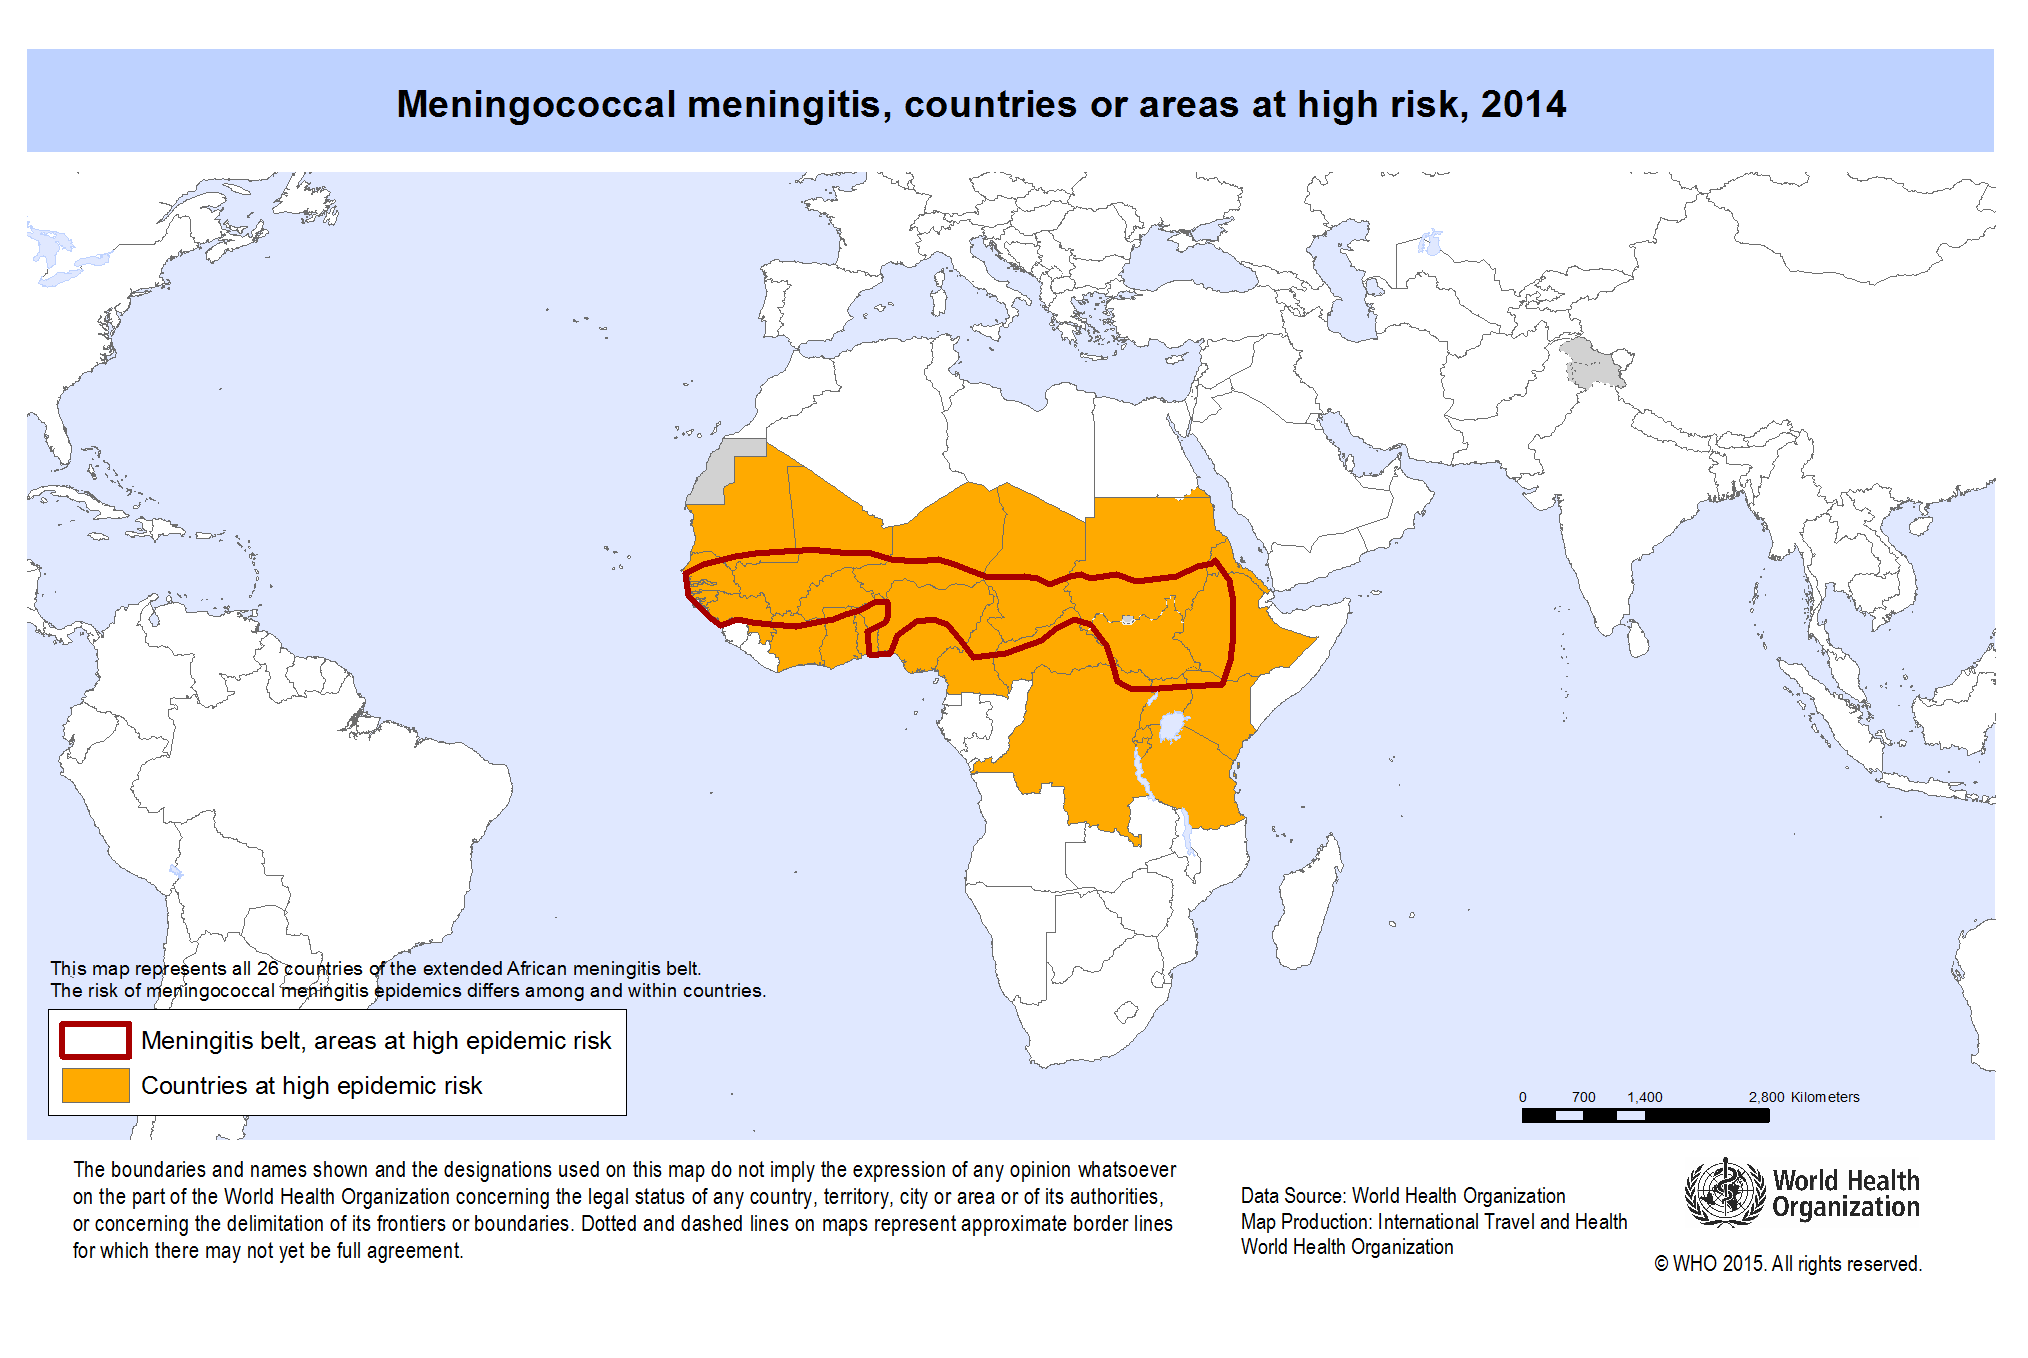 Meningococcal meningitis, countries or areas at high risk, 2014
This map represents all 26 countries of the extended African meningitis belt.
The risk of meningococcal meningitis epidemics differs among and within countries.
Meningitis belt, areas at high epidemic risk
Countries at high epidemic risk
0 700 1,400 2,800 Kilometers
The boundaries and names shown and the designations used on this map do not imply the expression of any opinion whatsoever
on the part of the World Health Organization concerning the legal status of any country, territory, city or area or of its authorities,
or concerning the delimitation of its frontiers or boundaries. Dotted and dashed lines on maps represent approximate border lines
for which there may not yet be full agreement.
Data Source: World Health Organization
Map Production: International Travel and Health
World Health Organization
World Health
Organization
© WHO 2015. All rights reserved.